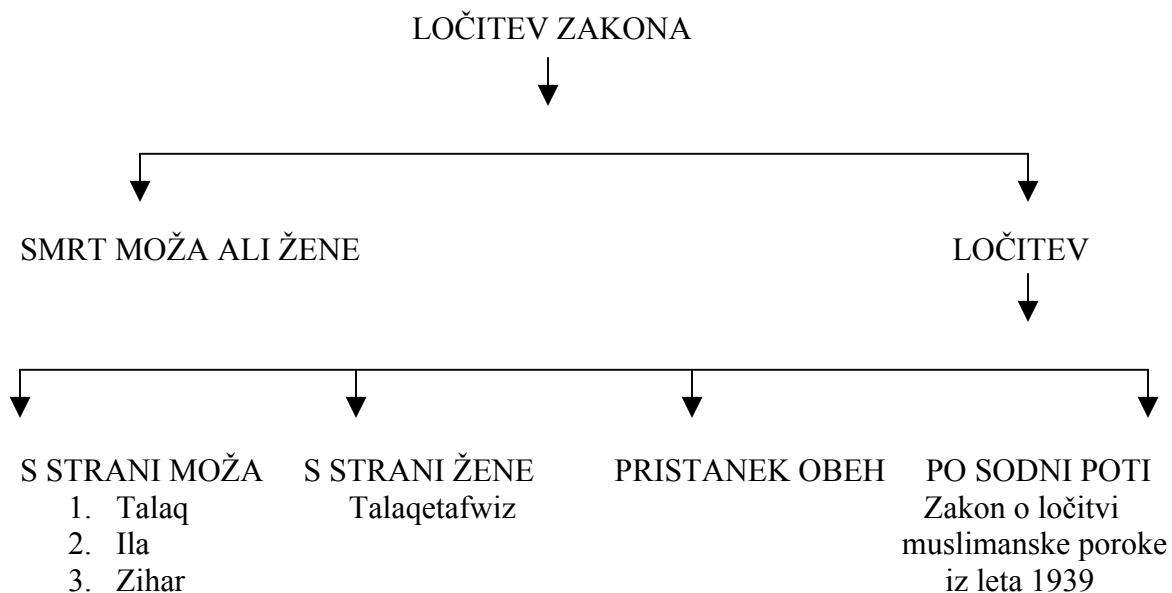 LOČITEV ZAKONA
SMRT MOŽA ALI ŽENE
LOČITEV
S STRANI MOŽA
1. Talaq
2. Ila
3. Zihar
S STRANI ŽENE
Talaqetafwiz
PRISTANEK OBEH
PO SODNI POTI
Zakon o ločitvi
muslimanske poroke
iz leta 1939